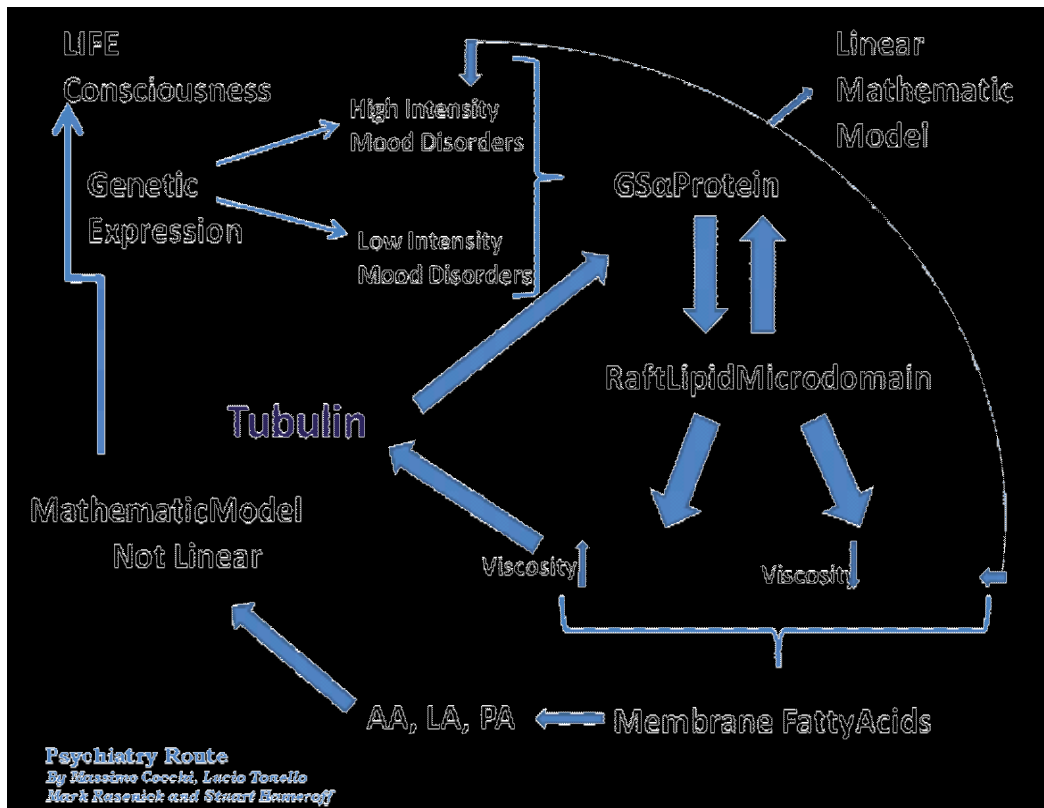 LIFE
Consciousness
Linear
Mathematic
Model
High Intensity
Mood Disorders
Genetic
Expression
GSαProtein
Low Intensity
Mood Disorders
RaftLipidMicrodomain
Tubulin
MathematicModel
Not Linear
Viscosity
Viscosity
AA, LA, PA
Membrane FattyAcids
Psychiatry Route
By Massimo Cocchi, Lucio Tonello
Mark Rasenick and Stuart Hameroff